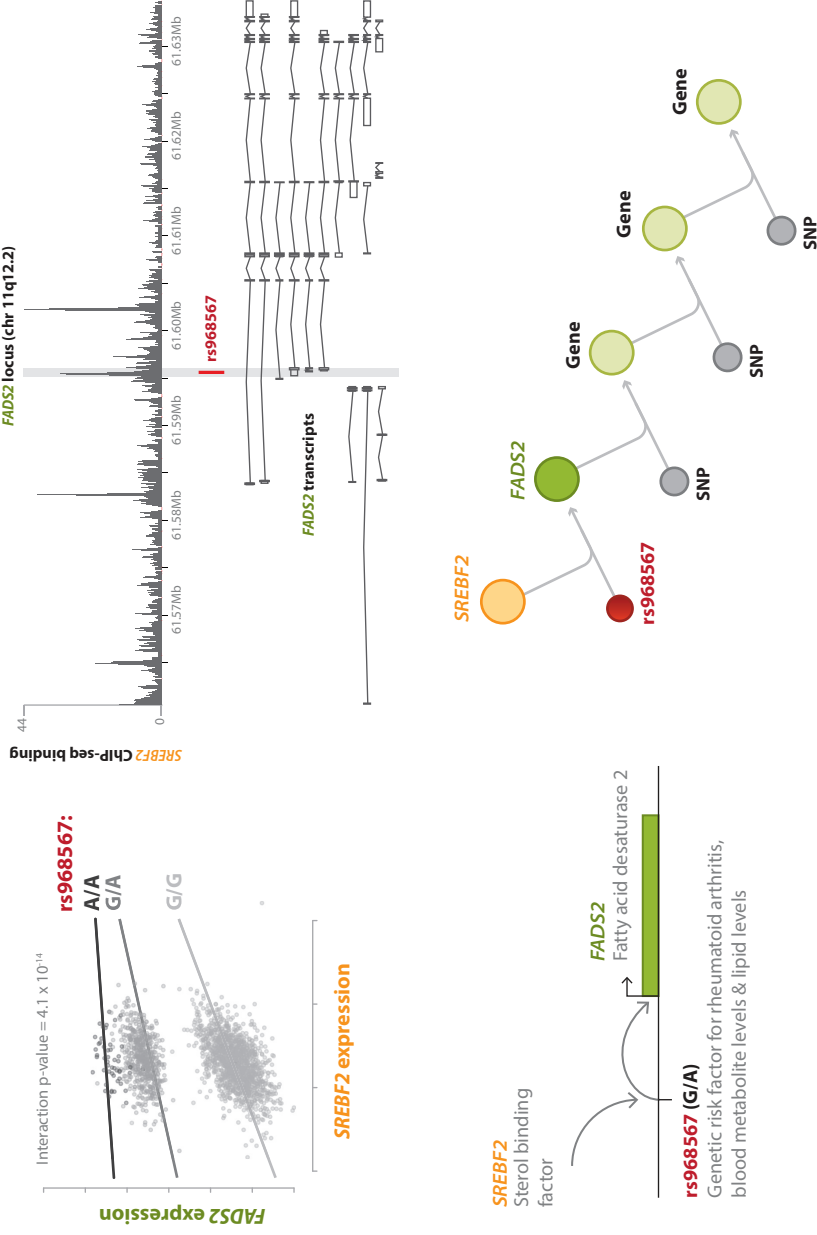 Interaction p-value = 4.1 x 10-14
rs968567:
A/A
G/A
G/G
FADS2 expression
SREBF2 expression
FADS2 locus (chr 11q12.2)
SREBF2 ChIP-seq binding
44
0
61.57Mb
61.58Mb
61.59Mb
61.60Mb
61.61Mb
61.62Mb
61.63Mb
rs968567
FADS2 transcripts
SREBF2
Sterol binding
factor
FADS2
Fatty acid desaturase 2
rs968567 (G/A)
Genetic risk factor for rheumatoid arthritis,
blood metabolite levels & lipid levels
SREBF2
FADS2
Gene
Gene
Gene
rs968567
SNP
SNP
SNP